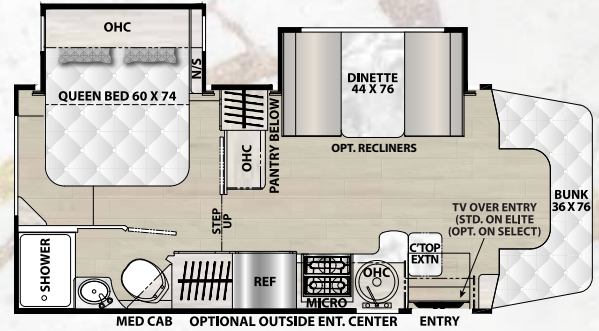 OHC
N/S
QUEEN BED 60 X 74
DINETTE
44 X 76
OPT. RECLINERS
OHC
PANTRY BELOW
STEP
UP
BUNK
36 X 76
TV OVER ENTRY
(STD. ON ELITE)
(OPT. ON SELECT)
C'TOP
EXTN
SHOWER
REF
MICRO
OHC
MED CAB
OPTIONAL OUTSIDE ENT. CENTER
ENTRY